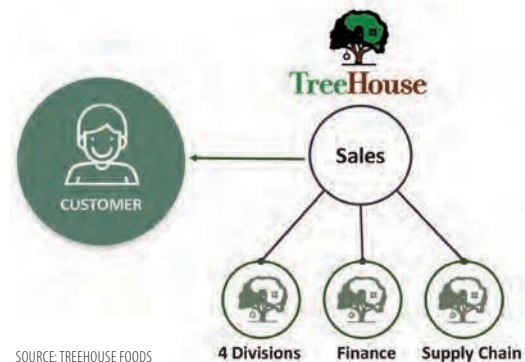 TreeHouse
Sales
CUSTOMER
4 Divisions
Finance
Supply Chain
SOURCE: TREEHOUSE FOODS